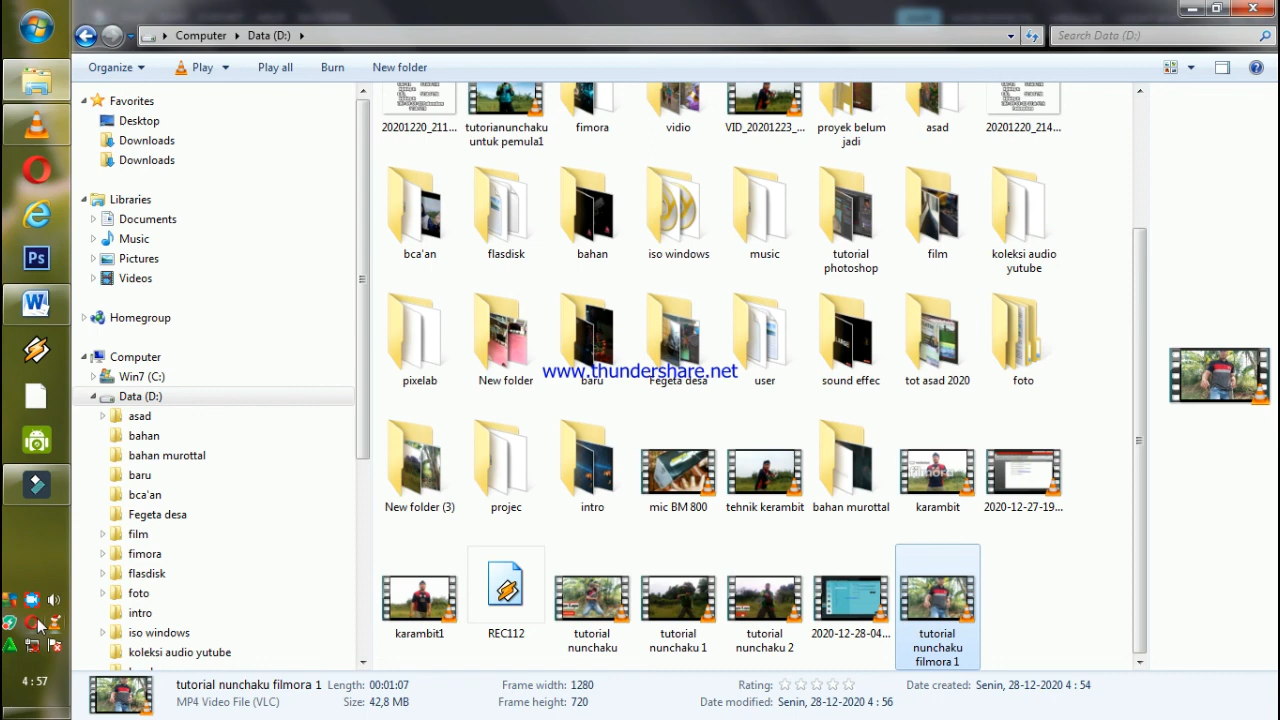 Computer
Data (D:)
Search Data (D:)
Organize
Play
Play all
Burn
New folder
Favorites
Desktop
Downloads
Downloads
Libraries
Documents
Music
Pictures
Videos
Homegroup
Computer
Win7 (C:)
Data (D:)
asad
bahan
bahan murottal
baru
bca'an
Fegeta desa
film
fimora
flasdisk
foto
intro
iso windows
koleksi audio yutube
20201220_211...
tutorianunchaku
untuk pemula1
fimora
vidio
VID_20201223_...
proyek belum
jadi
asad
20201220_214...
bca'an
flasdisk
bahan
iso windows
music
tutorial
photoshop
film
koleksi audio
yutube
www.thundershare.net
pixelab
New folder
baru
Fegeta desa
user
sound effec
tot asad 2020
foto
New folder (3)
projec
intro
mic BM 800
tehnik kerambit
bahan murottal
filmora
karambit
2020-12-27-19...
karambit1
REC112
tutorial
nunchaku
tutorial
nunchaku 1
tutorial
nunchaku 2
2020-12-28-04...
tutorial
nunchaku
filmora 1
Ps
W
4:57
tutorial nunchaku filmora 1
MP4 Video File (VLC)
Length: 00:01:07
Size: 42,8 MB
Frame width: 1280
Frame height: 720
Rating:
Date modified: Senin, 28-12-2020 4 : 56
Date created: Senin, 28-12-2020 4 : 54